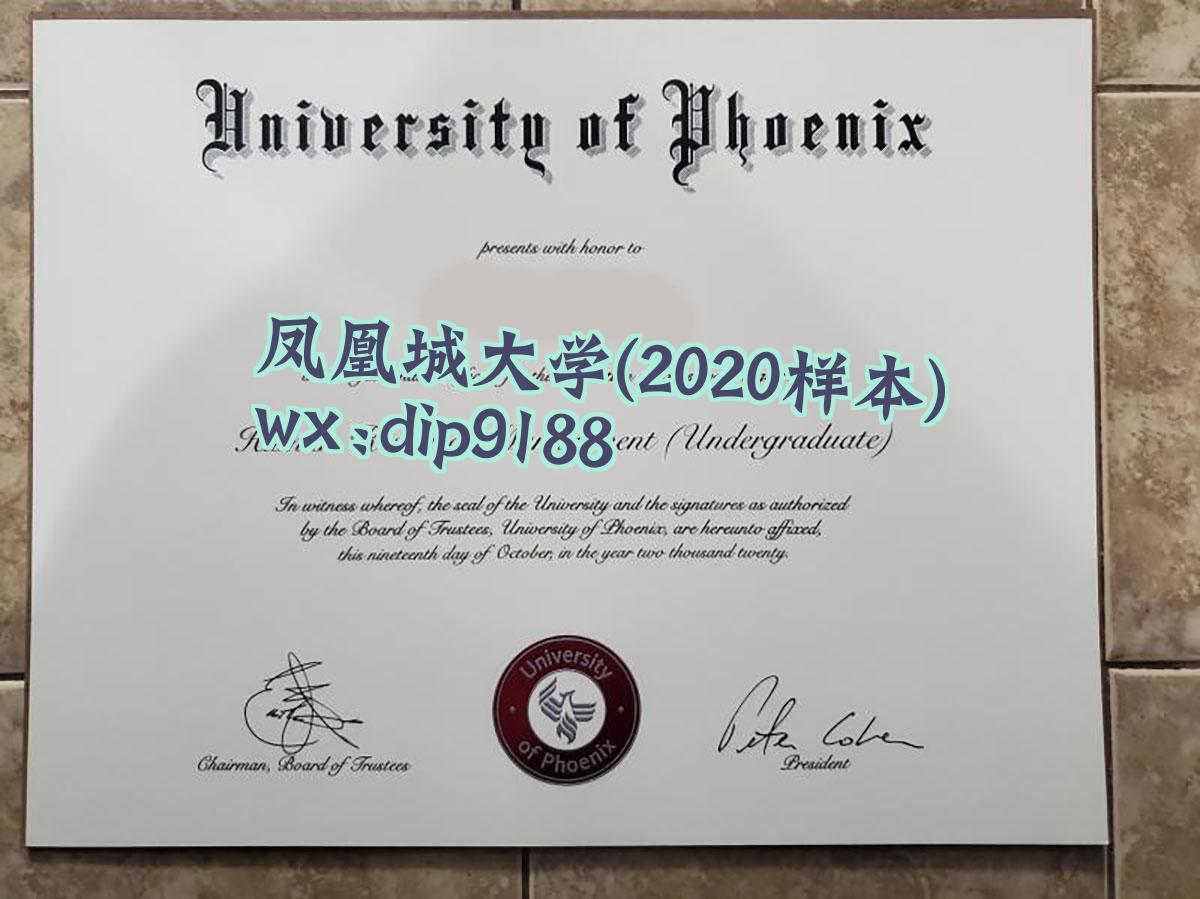 University of Phoenix
presents with honor to
凤凰城大学(2020样本)
wx:dip9188
(Undergraduate)
In witness whereof, the seal of the University and the signatures as authorized
by the Board of Trustees, University of Phoenix, are hereunto affixed,
this nineteenth day of October, in the year two thousand twenty.
University
of Phoenix
Peter Cohen
Chairman, Board of Trustees
President